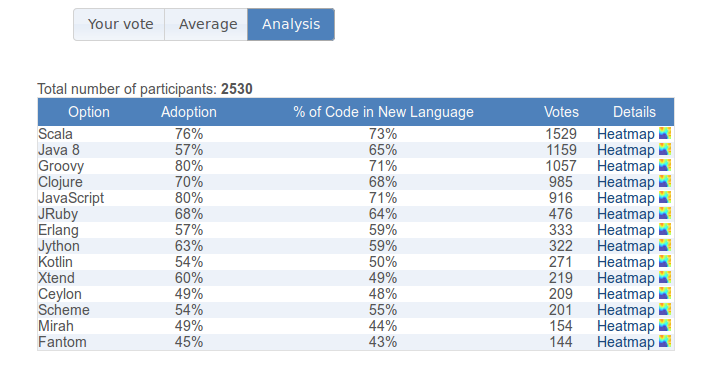 Your vote Average Analysis
Total number of participants: 2530
Option Adoption % of Code in New Language Votes Details
Scala 76% 73% 1529 Heatmap
Java 8 57% 65% 1159 Heatmap
Groovy 80% 71% 1057 Heatmap
Clojure 70% 68% 985 Heatmap
JavaScript 80% 71% 916 Heatmap
JRuby 68% 64% 476 Heatmap
Erlang 57% 59% 333 Heatmap
Jython 63% 59% 322 Heatmap
Kotlin 54% 50% 271 Heatmap
Xtend 60% 49% 219 Heatmap
Ceylon 49% 48% 209 Heatmap
Scheme 54% 55% 201 Heatmap
Mirah 49% 44% 154 Heatmap
Fantom 45% 43% 144 Heatmap